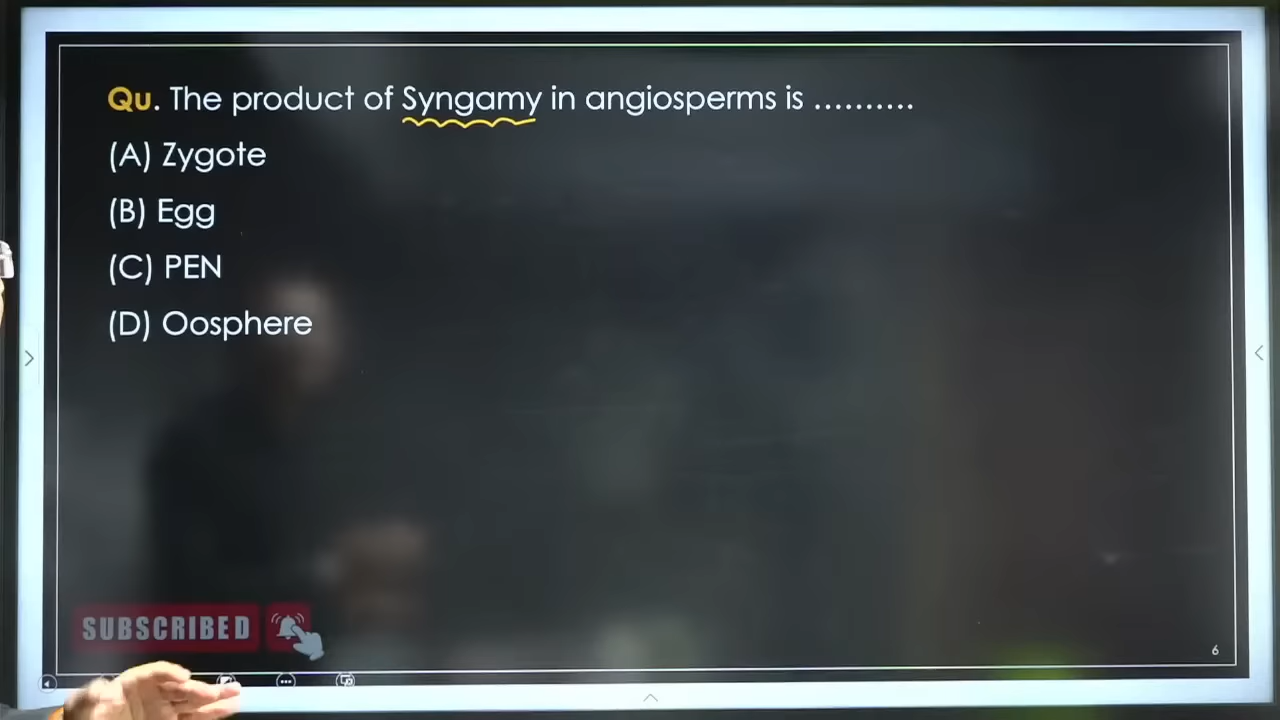 Qu. The product of Syngamy in angiosperms is ..........
(A) Zygote
(B) Egg
(C) PEN
(D) Oosphere
SUBSCRIBED
6